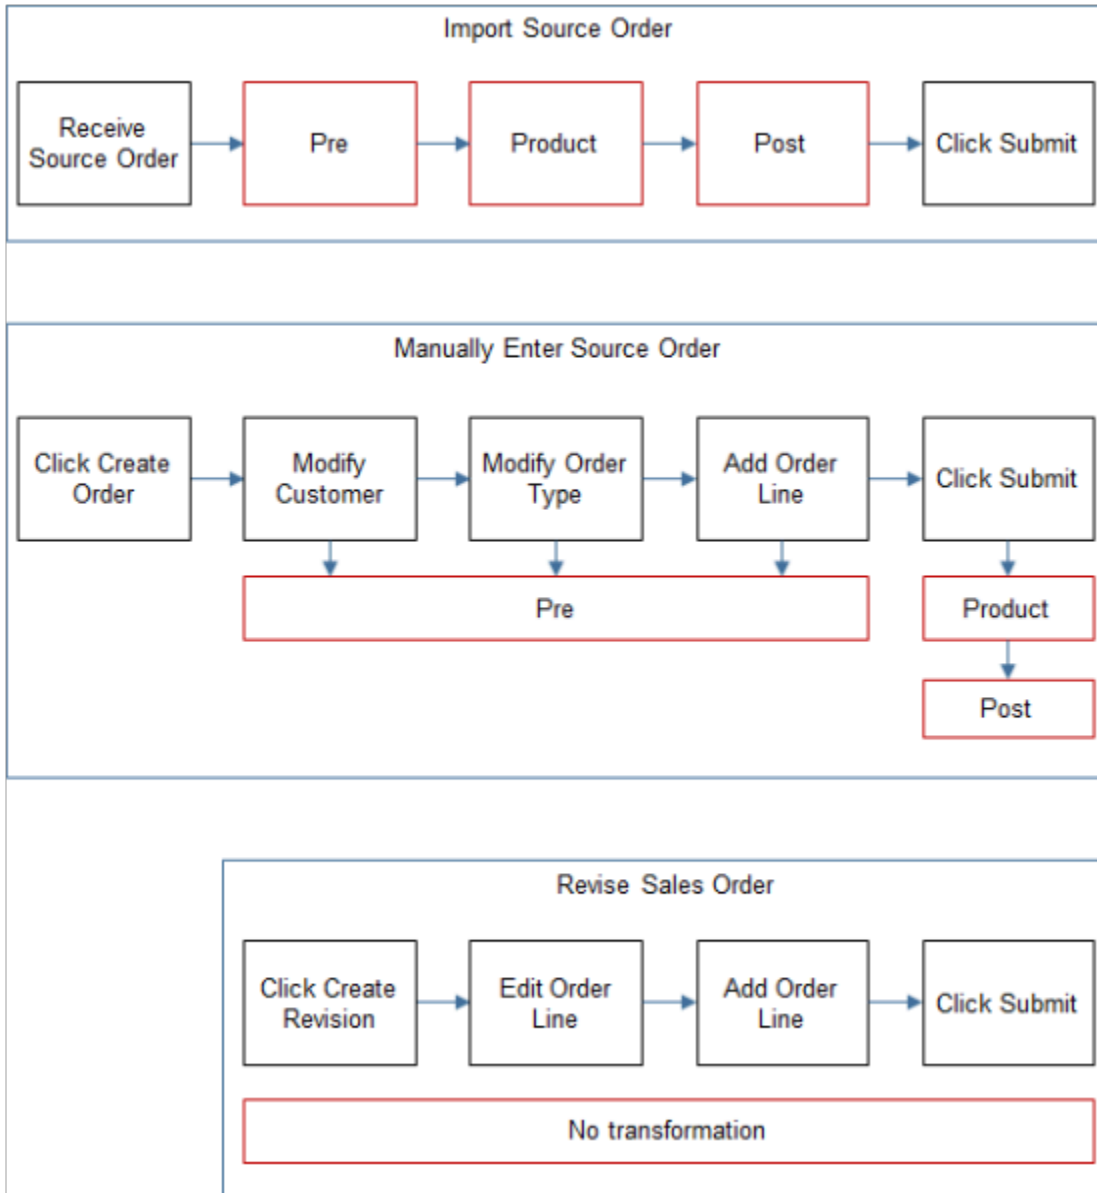 Import Source Order
Receive
Source Order
Pre
Product
Post
Click Submit
Manually Enter Source Order
Click Create
Order
Modify
Customer
Modify Order
Type
Add Order
Line
Click Submit
Pre
Product
Post
Revise Sales Order
Click Create
Revision
Edit Order
Line
Add Order
Line
Click Submit
No transformation